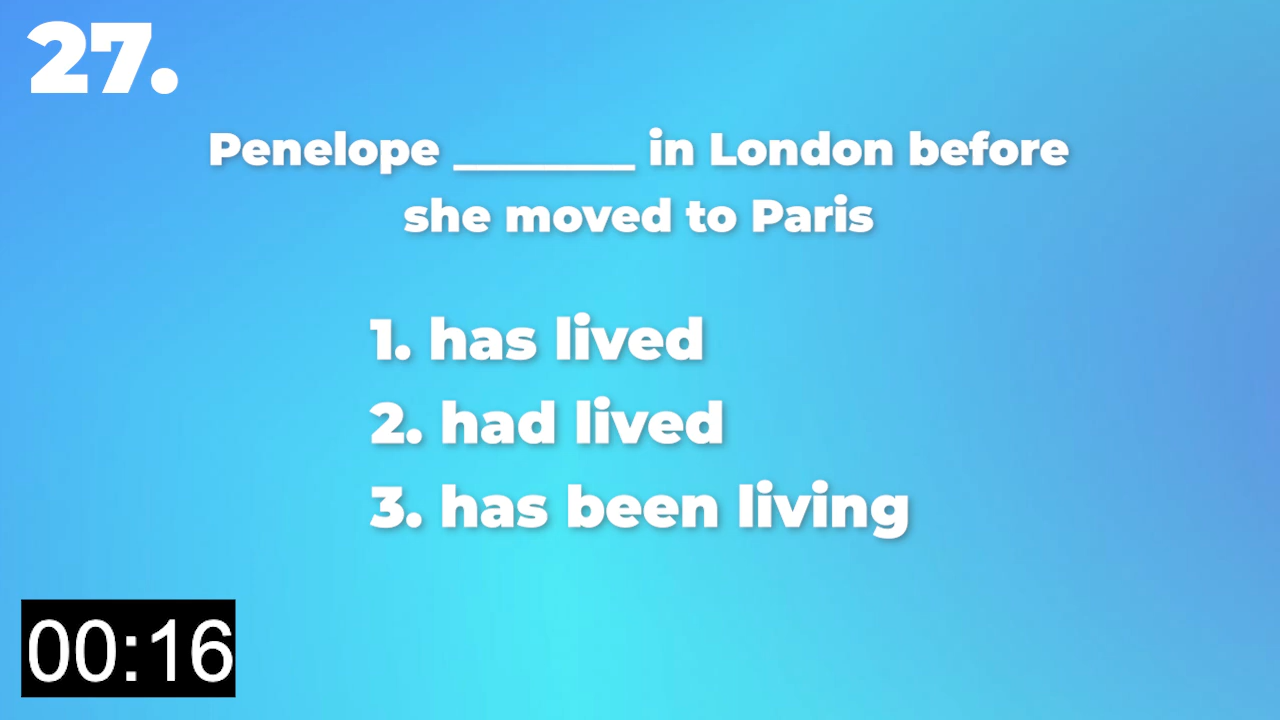 27.
Penelope ________ in London before
she moved to Paris
1. has lived
2. had lived
3. has been living
00:16